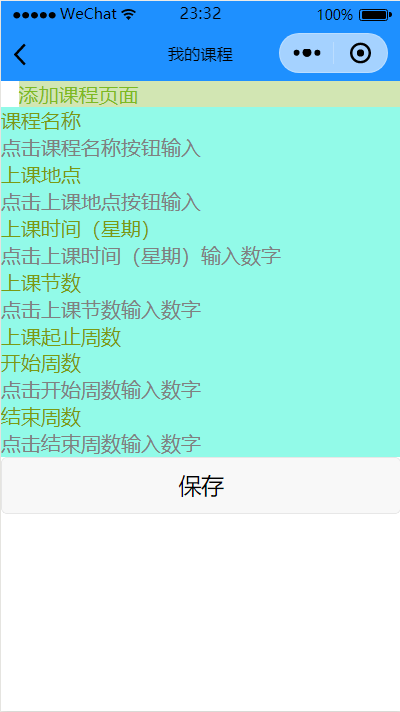 WeChat 23:32 100%
我的课程
添加课程页面
课程名称
点击课程名称按钮输入
上课地点
点击上课地点按钮输入
上课时间（星期）
点击上课时间（星期）输入数字
上课节数
点击上课节数输入数字
上课起止周数
开始周数
点击开始周数输入数字
结束周数
点击结束周数输入数字
保存